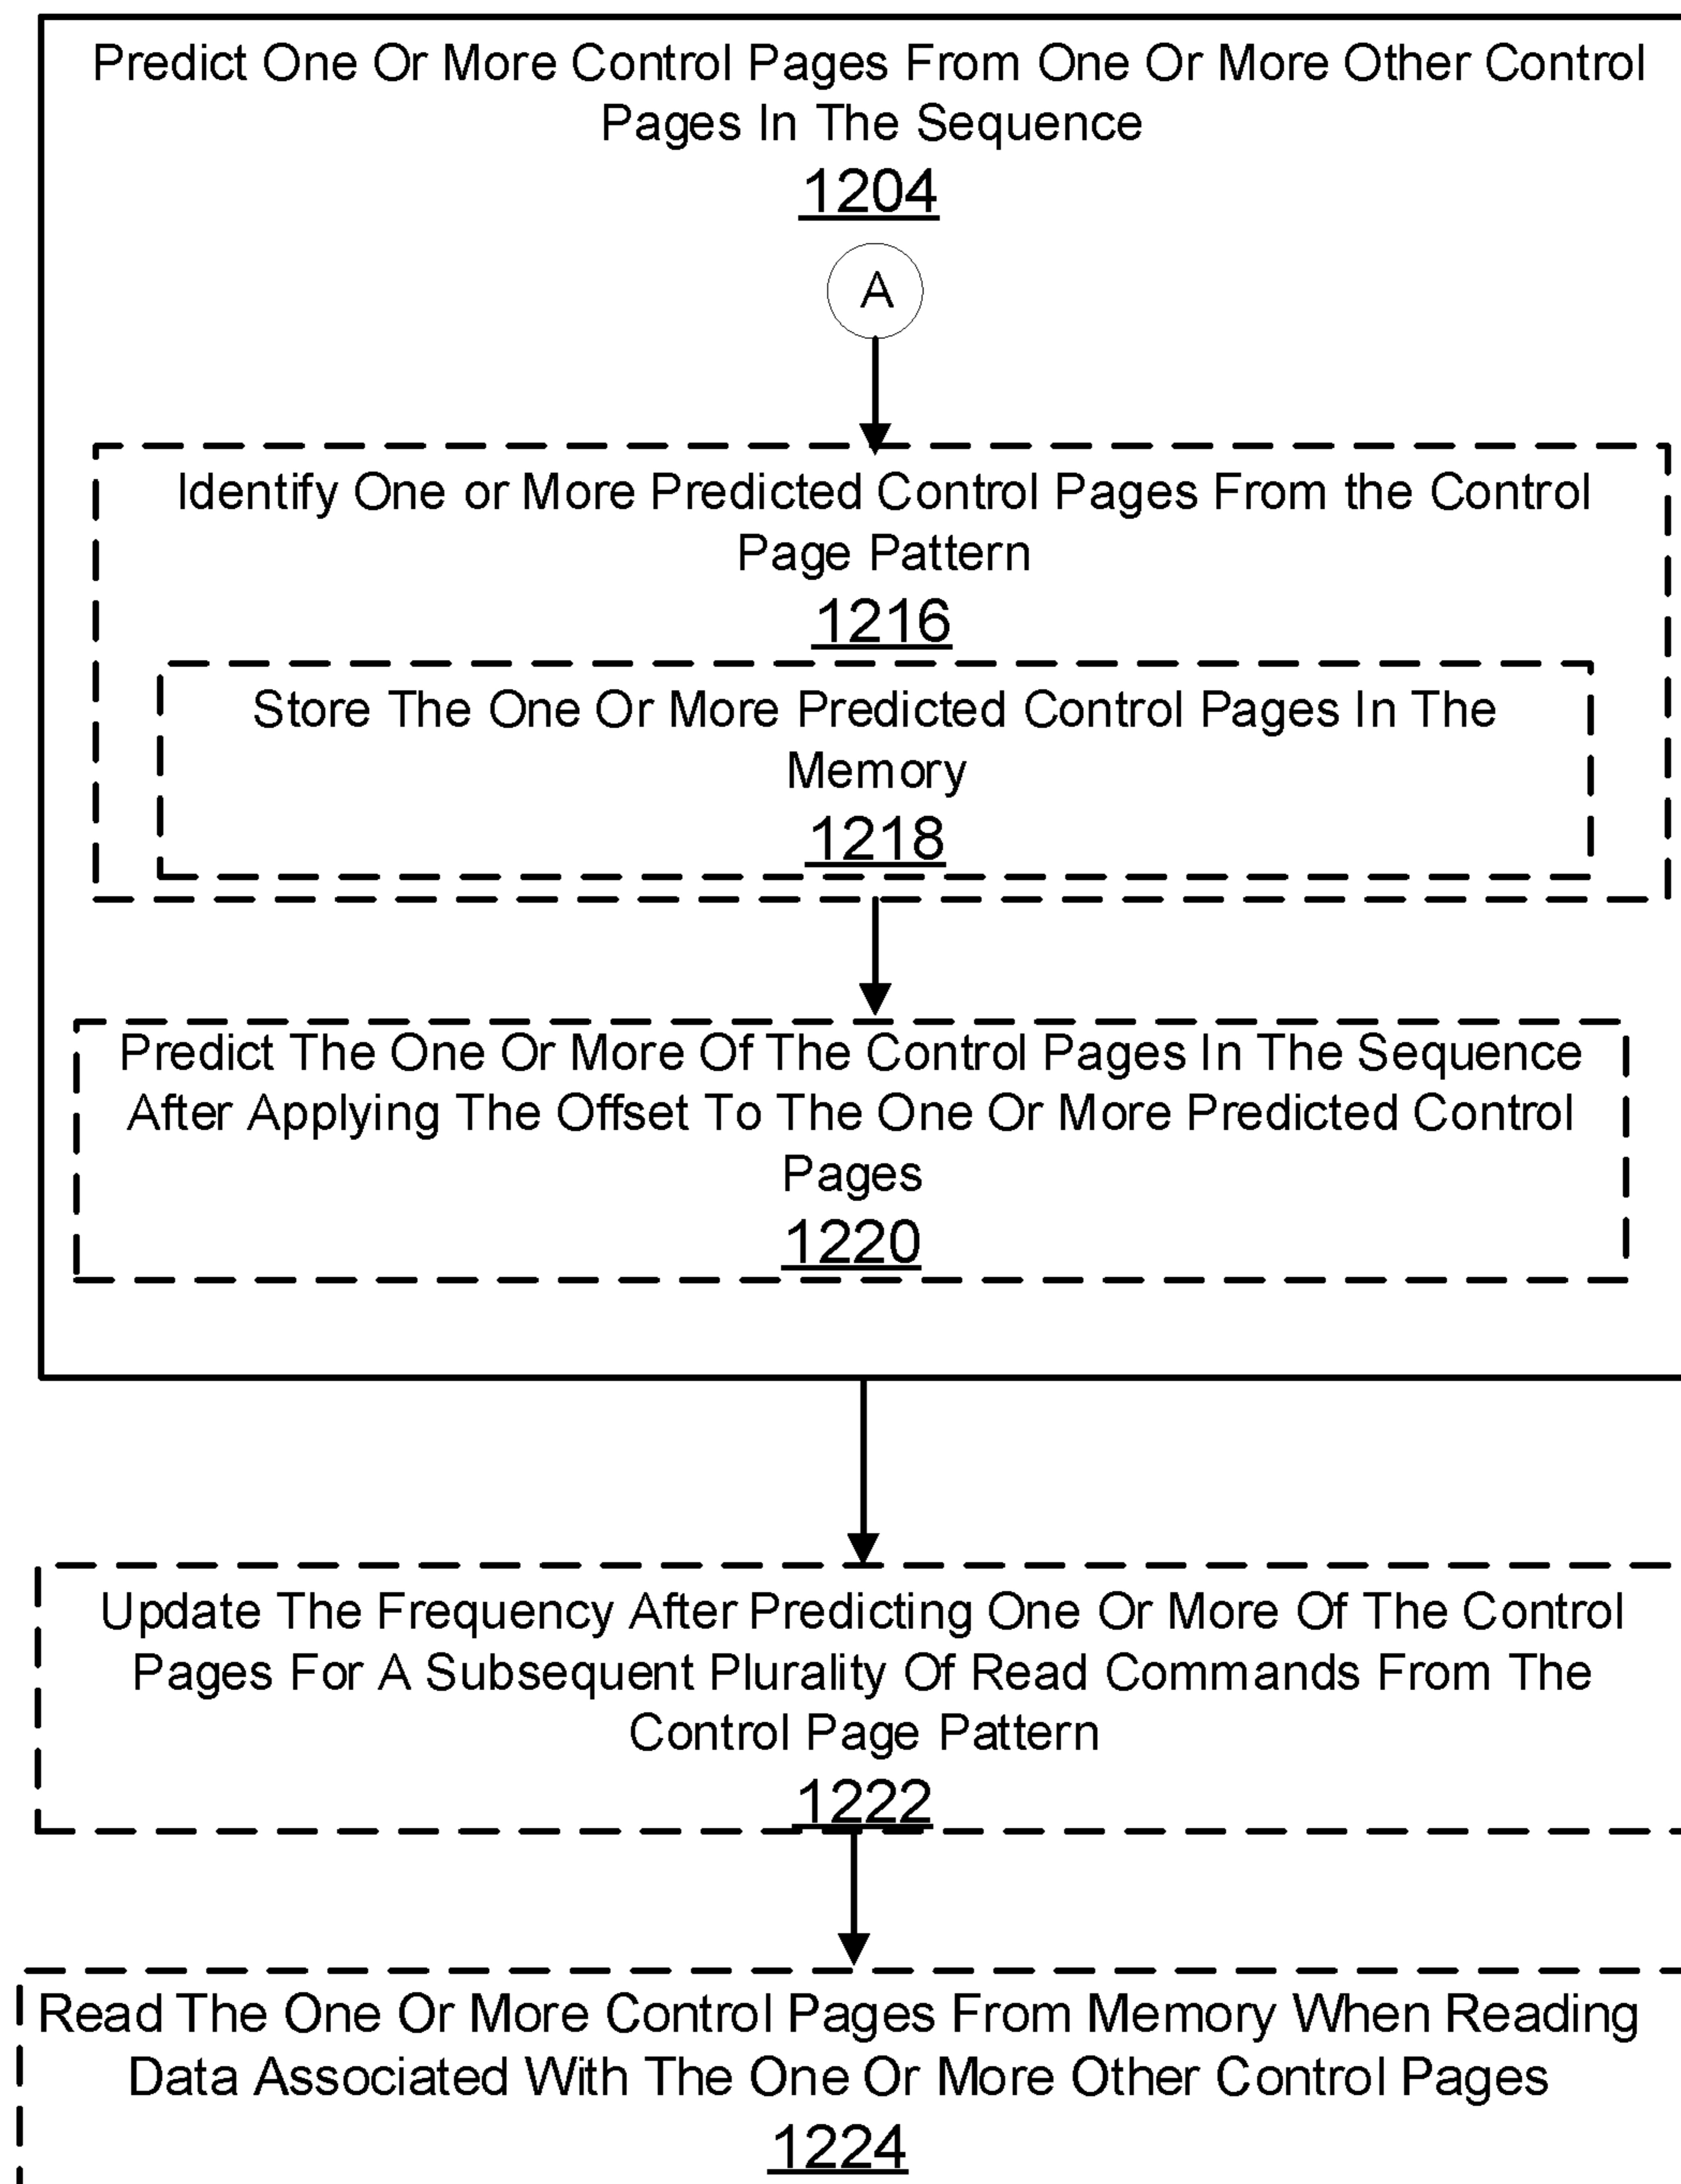 Predict One Or More Control Pages From One Or More Other Control
Pages In The Sequence
1204
A
Identify One or More Predicted Control Pages From the Control
Page Pattern
1216
Store The One Or More Predicted Control Pages In The
Memory
1218
Predict The One Or More Of The Control Pages In The Sequence
After Applying The Offset To The One Or More Predicted Control
Pages
1220
Update The Frequency After Predicting One Or More Of The Control
Pages For A Subsequent Plurality Of Read Commands From The
Control Page Pattern
1222
Read The One Or More Control Pages From Memory When Reading
Data Associated With The One Or More Other Control Pages
1224